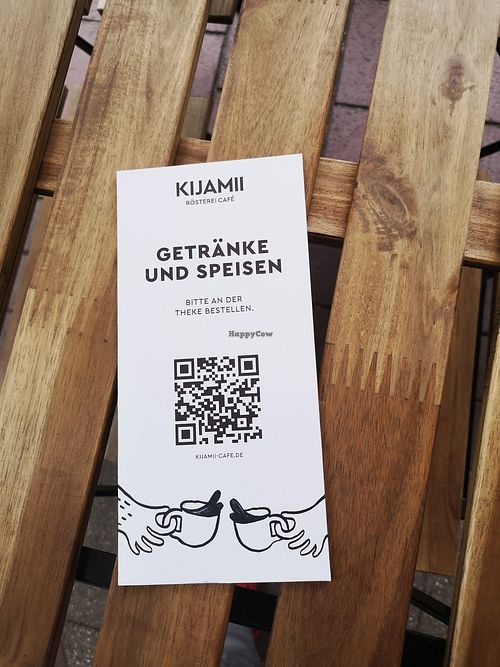 KIJAMII
RÖSTEREI CAFÉ
GETRÄNKE
UND SPEISEN
BITTE AN DER
THEKE BESTELLEN.
HappyCow
KIJAMII-CAFE.DE